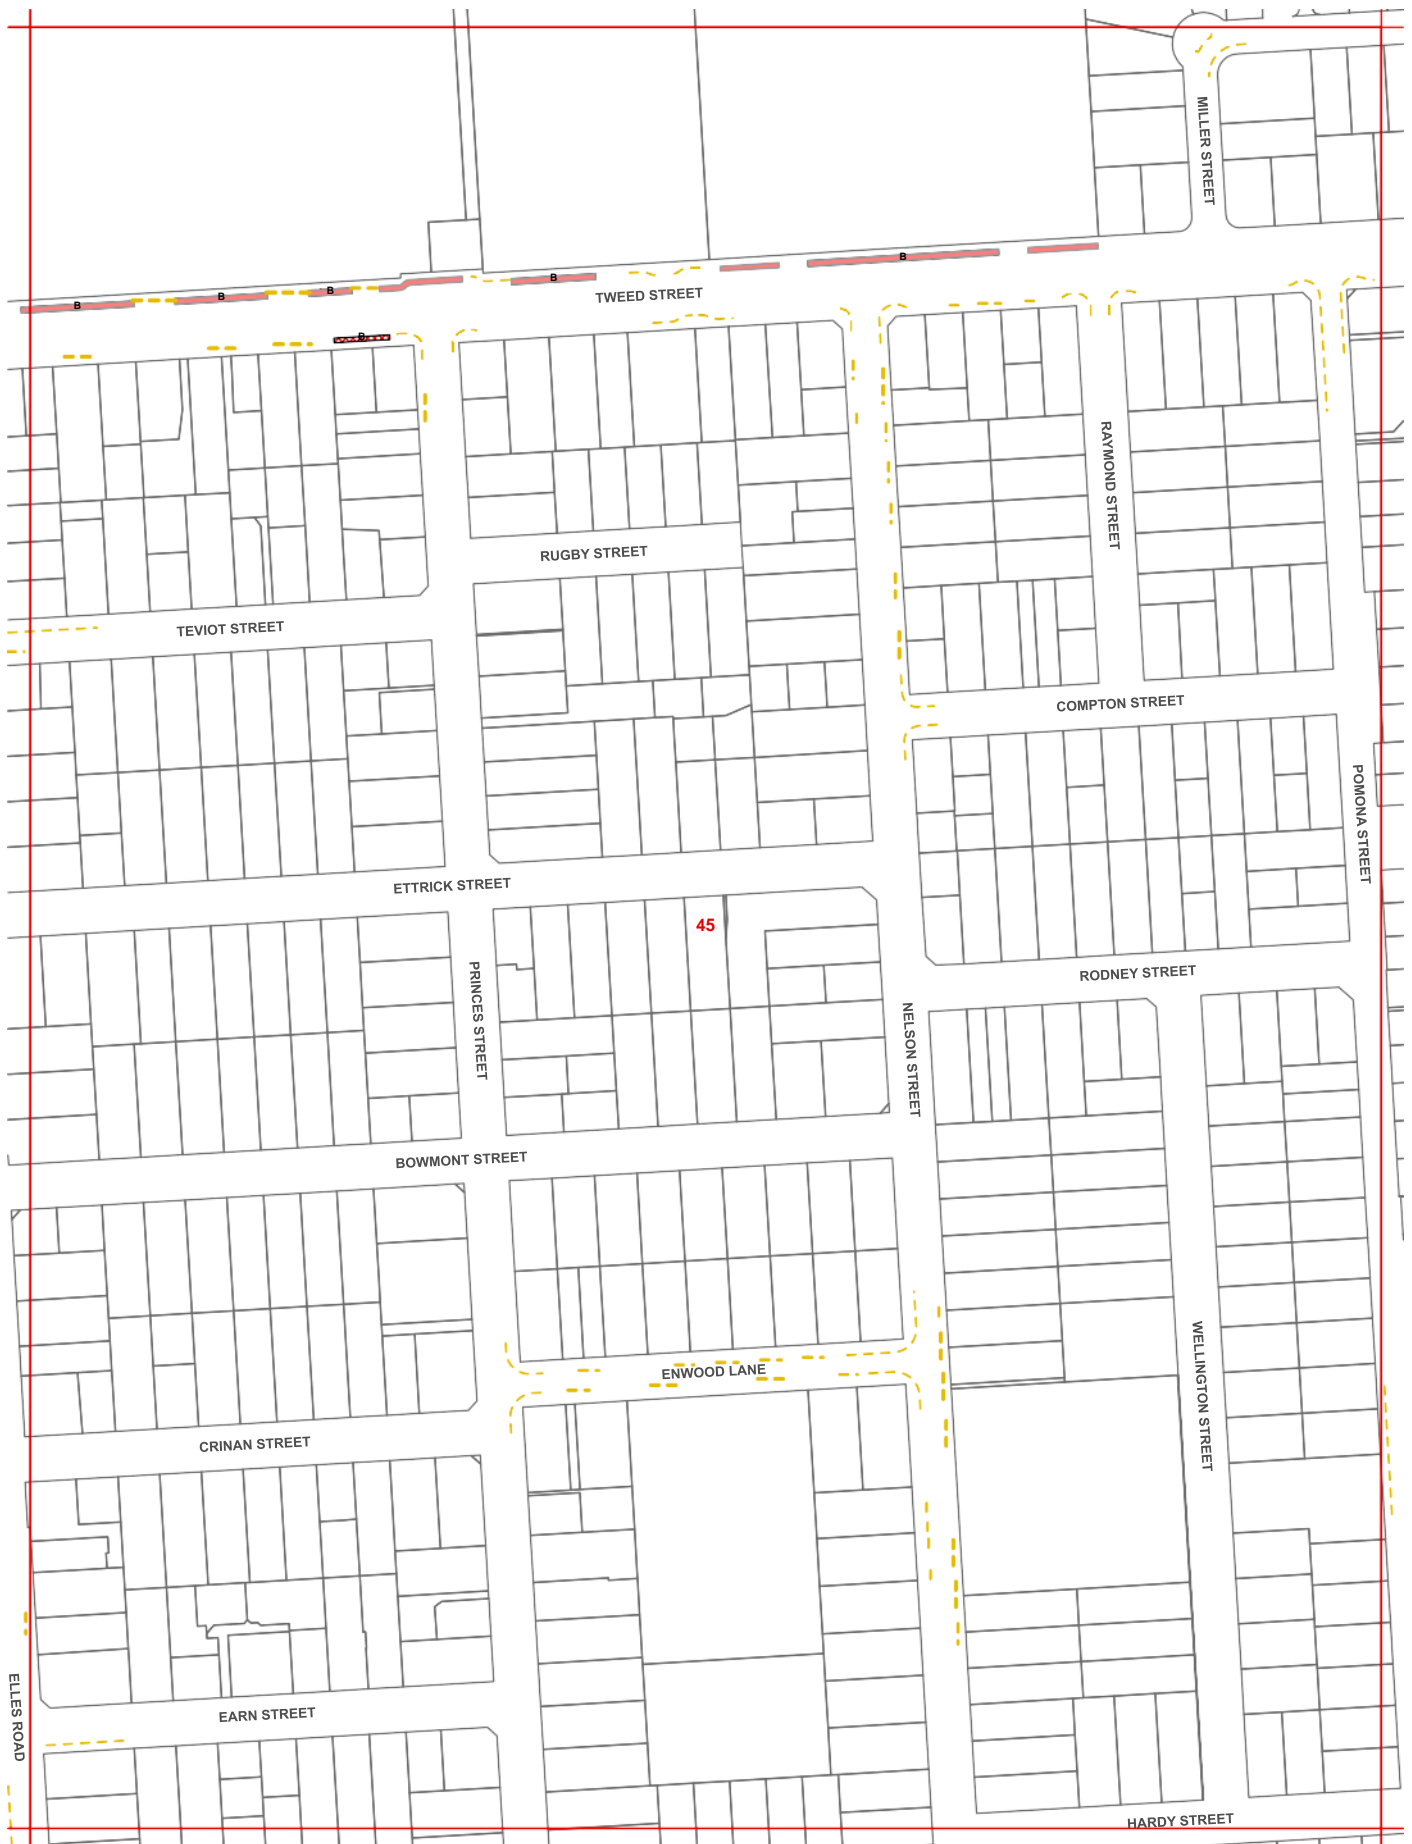 MILLER STREET
B
B
B
B
B
B
TWEED STREET
RAYMOND STREET
RUGBY STREET
TEVIOT STREET
COMPTON STREET
POMONA STREET
ETTRICK STREET
45
PRINCES STREET
RODNEY STREET
NELSON STREET
BOWMONT STREET
WELLINGTON STREET
ENWOOD LANE
CRINAN STREET
ELLES ROAD
EARN STREET
HARDY STREET